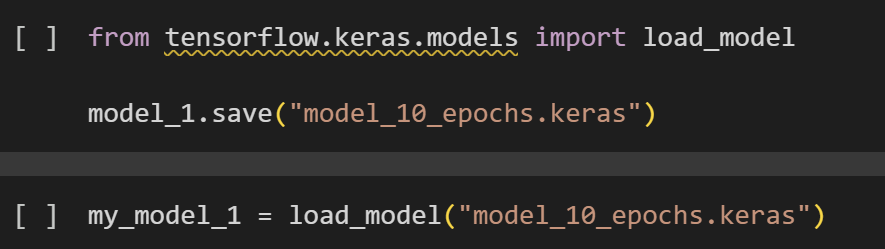 [ ] from tensorflow.keras.models import load_model
model_1.save("model_10_epochs.keras")
[ ] my_model_1 = load_model("model_10_epochs.keras")